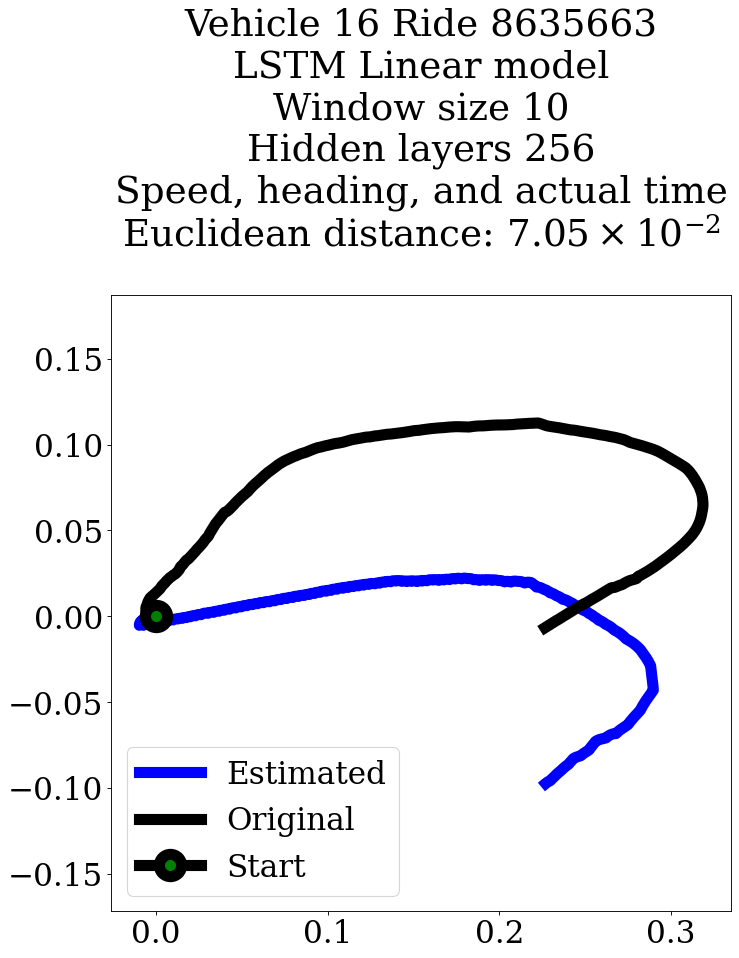 Vehicle 16 Ride 8635663
LSTM Linear model
Window size 10
Hidden layers 256
Speed, heading, and actual time
Euclidean distance: 7.05 × 10⁻²
0.15
0.10
0.05
0.00
−0.05
−0.10
−0.15
Estimated
Original
Start
0.0 0.1 0.2 0.3